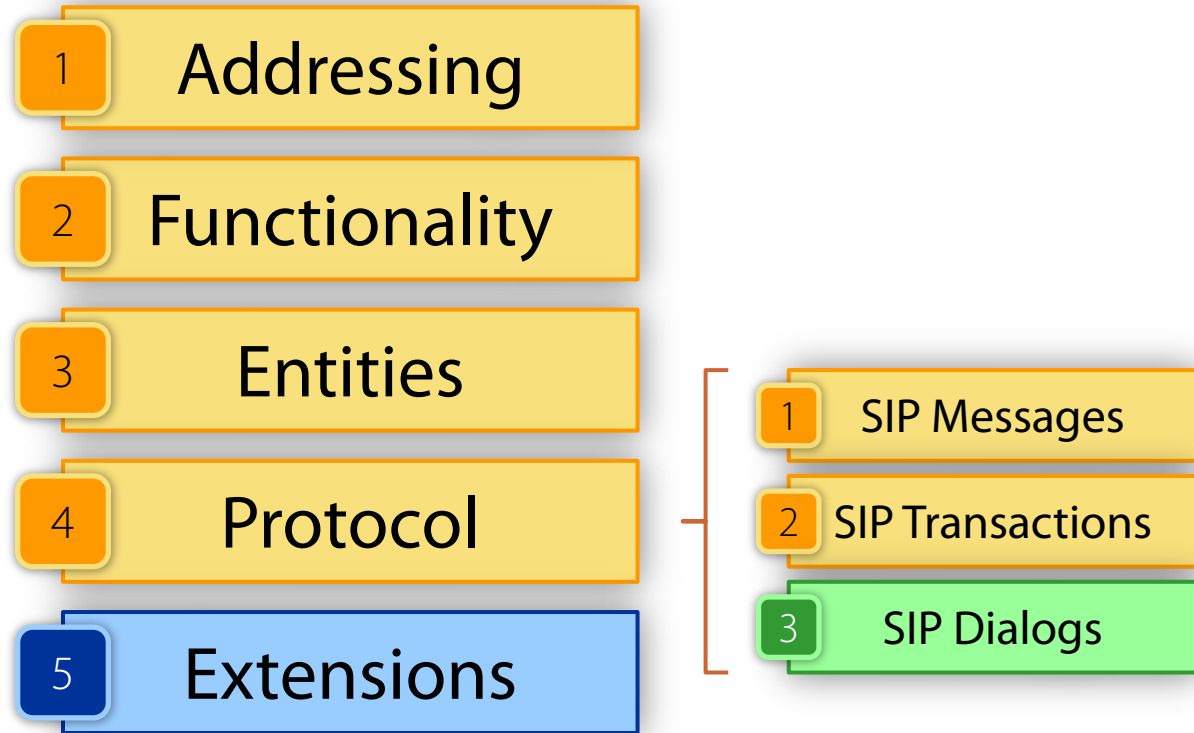 1 Addressing
2 Functionality
3 Entities
4 Protocol
5 Extensions
1 SIP Messages
2 SIP Transactions
3 SIP Dialogs